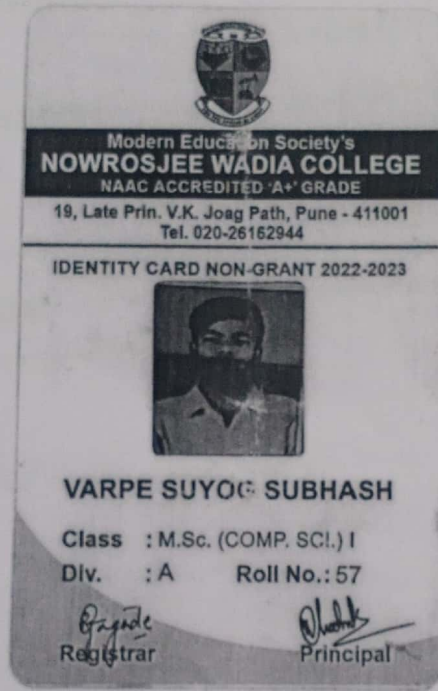 Modern Education Society's
NOWROSJEE WADIA COLLEGE
NAAC ACCREDITED 'A+' GRADE
19, Late Prin. V.K. Joag Path, Pune - 411001
Tel. 020-26162944
IDENTITY CARD NON-GRANT 2022-2023
VARPE SUYOG SUBHASH
Class : M.Sc. (COMP. SCI.) I
Div. : A Roll No.: 57
Registrar Principal